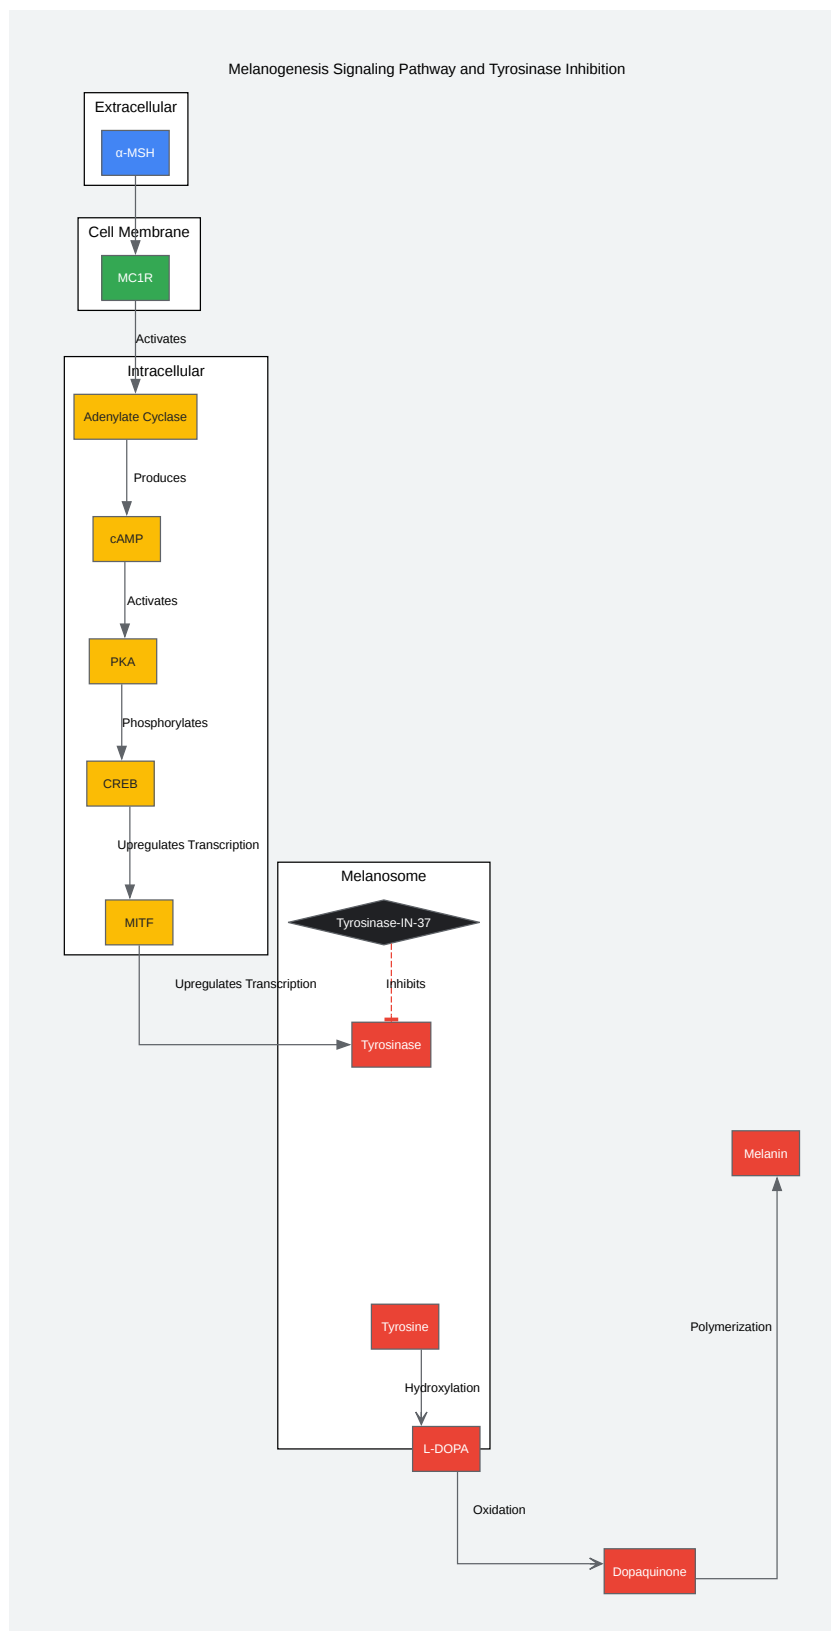 Melanogenesis Signaling Pathway and Tyrosinase Inhibition
Extracellular
α-MSH
Cell Membrane
MC1R
Activates
Intracellular
Adenylate Cyclase
Produces
cAMP
Activates
PKA
Phosphorylates
CREB
Upregulates Transcription
MITF
Upregulates Transcription
Melanosome
Tyrosinase-IN-37
Inhibits
Tyrosinase
Tyrosine
Hydroxylation
L-DOPA
Oxidation
Dopaquinone
Polymerization
Melanin